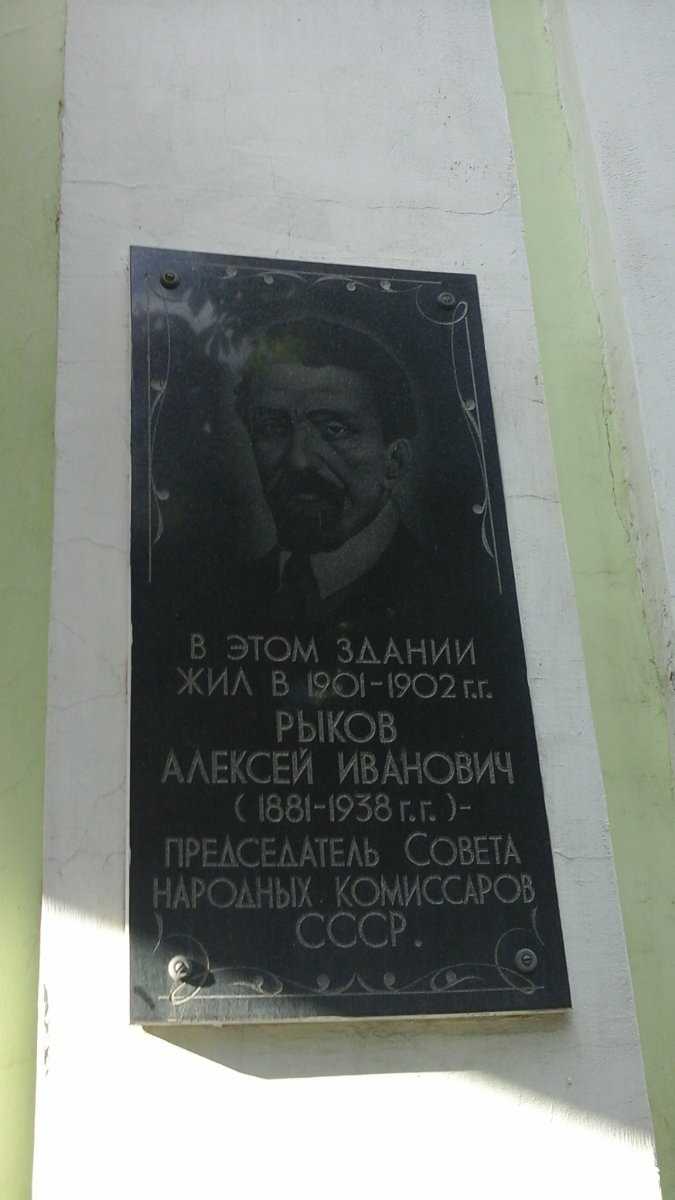 В ЭТОМ ЗДАНИИ
ЖИЛ В 1901-1902 г.г.
РЫКОВ
АЛЕКСЕЙ ИВАНОВИЧ
(1881-1938 г.г.)-
ПРЕДСЕДАТЕЛЬ СОВЕТА
НАРОДНЫХ КОМИССАРОВ
СССР.